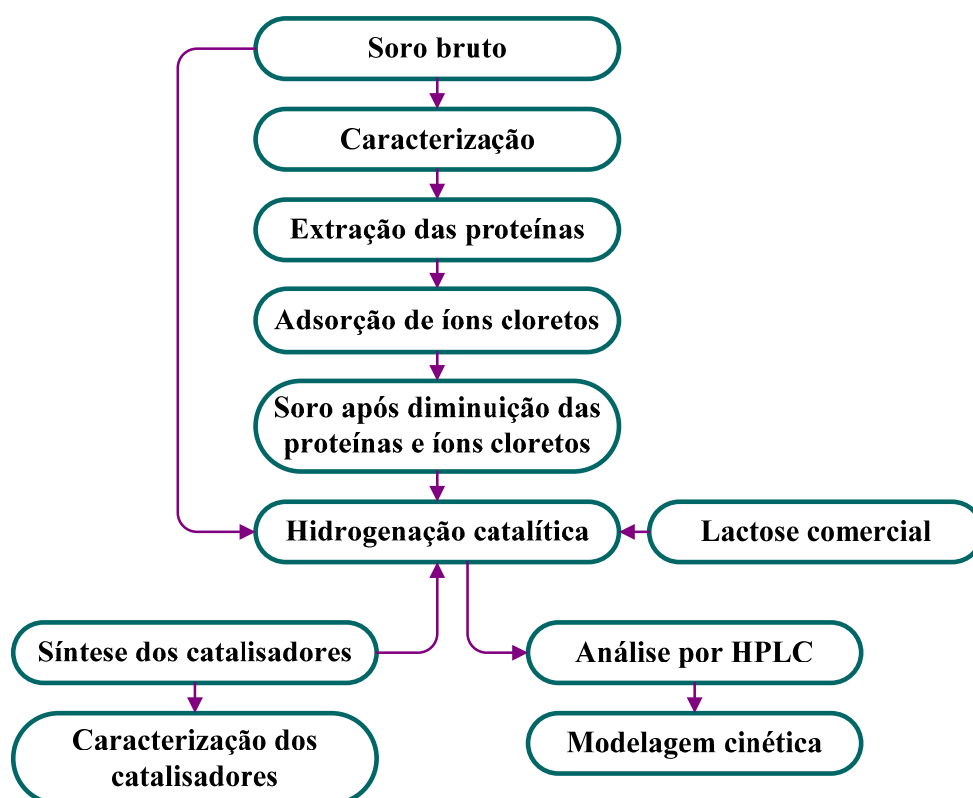 Soro bruto
Caracterização
Extração das proteínas
Adsorção de íons cloretos
Soro após diminuição das
proteínas e íons cloretos
Hidrogenação catalítica
Lactose comercial
Síntese dos catalisadores
Análise por HPLC
Caracterização dos
catalisadores
Modelagem cinética